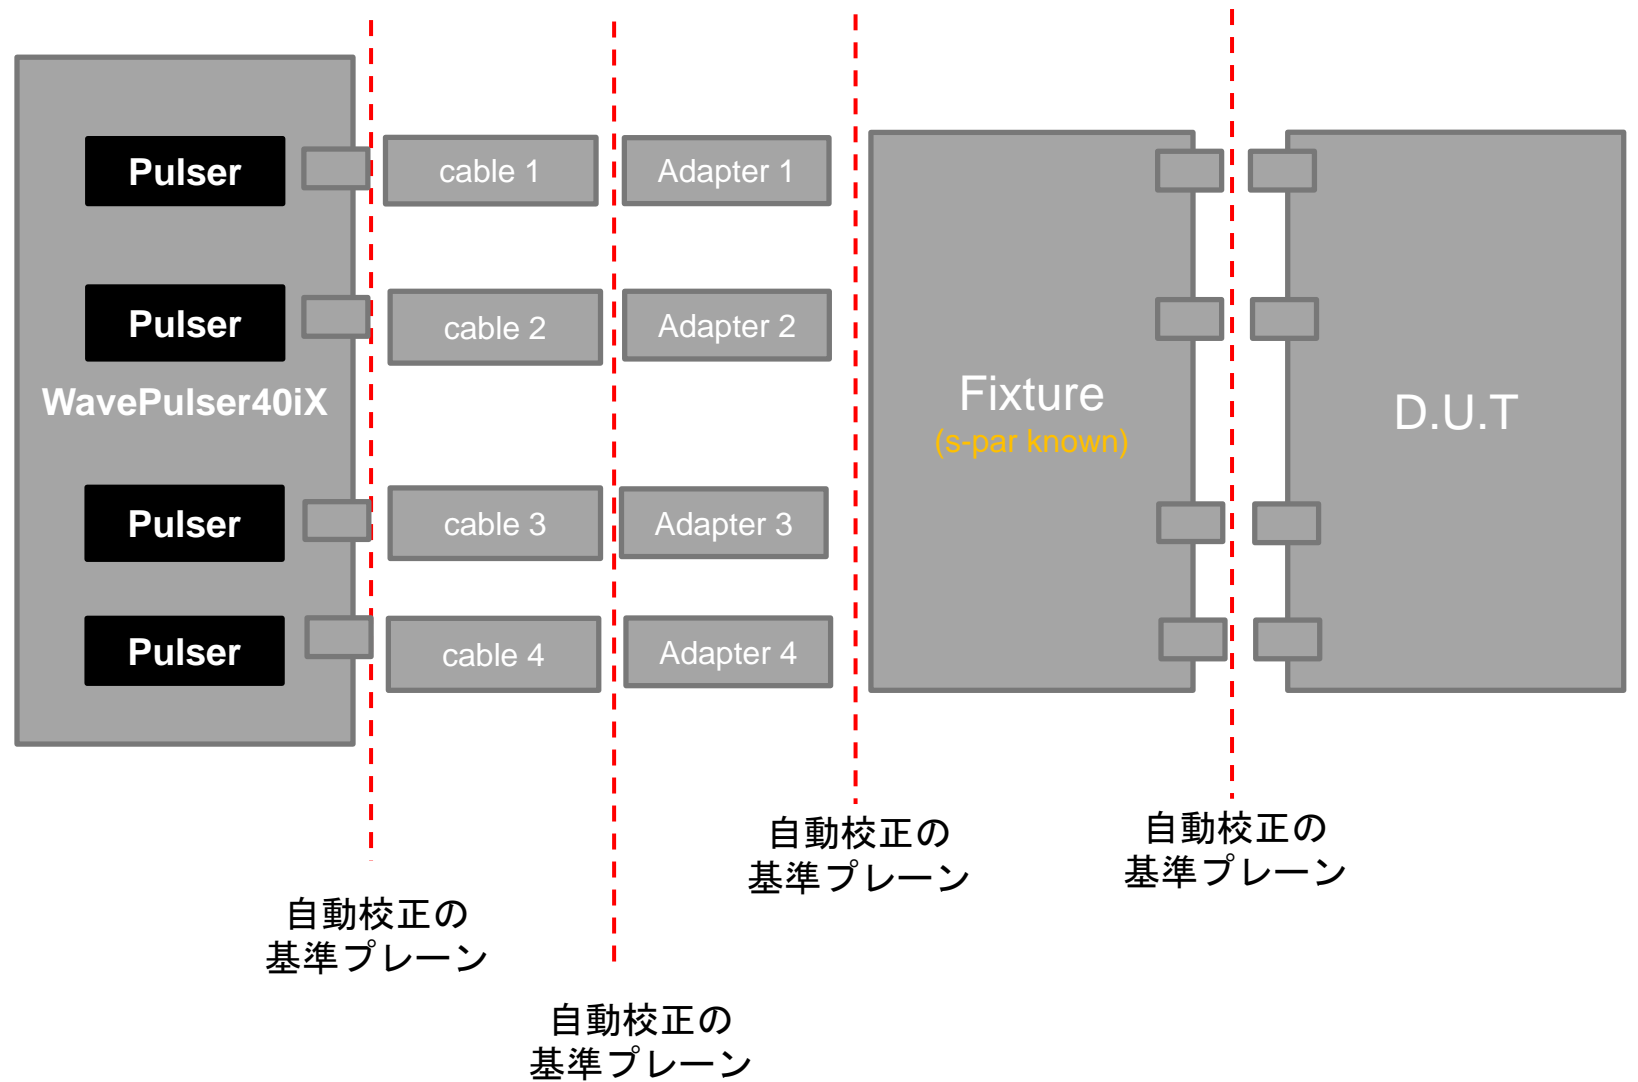 Pulser
cable 1
Adapter 1
Pulser
cable 2
Adapter 2
WavePulser40iX
Fixture
(s-par known)
D.U.T
Pulser
cable 3
Adapter 3
Pulser
cable 4
Adapter 4
自動校正の
基準プレーン
自動校正の
基準プレーン
自動校正の
基準プレーン
自動校正の
基準プレーン